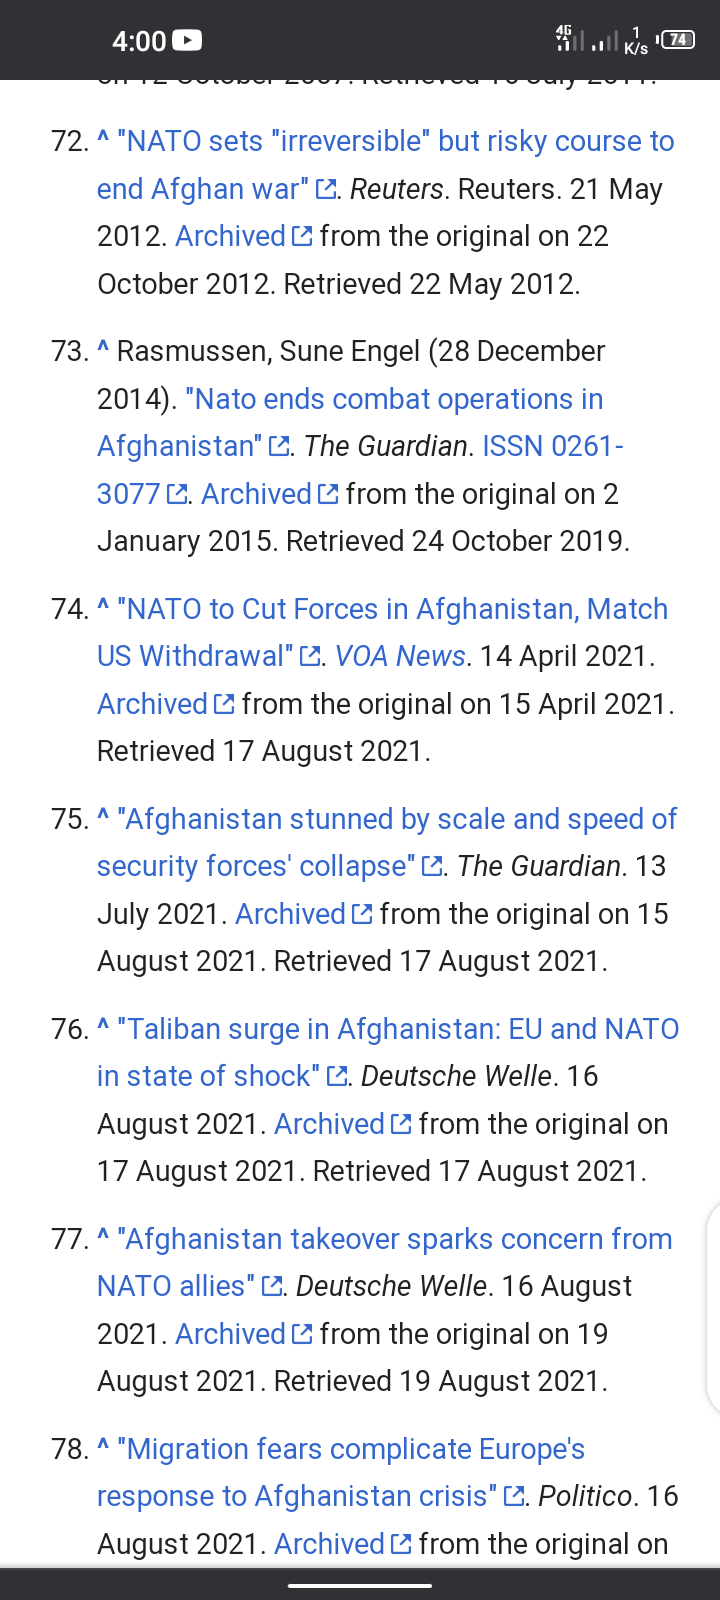 4:00
4G
1
K/s
74
on 12 October 2007. Retrieved 16 July 2011.
72. ^ "NATO sets "irreversible" but risky course to
end Afghan war". Reuters. Reuters. 21 May
2012. Archived from the original on 22
October 2012. Retrieved 22 May 2012.
73. ^ Rasmussen, Sune Engel (28 December
2014). "Nato ends combat operations in
Afghanistan". The Guardian. ISSN 0261-
3077. Archived from the original on 2
January 2015. Retrieved 24 October 2019.
74. ^ "NATO to Cut Forces in Afghanistan, Match
US Withdrawal". VOA News. 14 April 2021.
Archived from the original on 15 April 2021.
Retrieved 17 August 2021.
75. ^ "Afghanistan stunned by scale and speed of
security forces' collapse". The Guardian. 13
July 2021. Archived from the original on 15
August 2021. Retrieved 17 August 2021.
76. ^ "Taliban surge in Afghanistan: EU and NATO
in state of shock". Deutsche Welle. 16
August 2021. Archived from the original on
17 August 2021. Retrieved 17 August 2021.
77. ^ "Afghanistan takeover sparks concern from
NATO allies". Deutsche Welle. 16 August
2021. Archived from the original on 19
August 2021. Retrieved 19 August 2021.
78. ^ "Migration fears complicate Europe's
response to Afghanistan crisis". Politico. 16
August 2021. Archived from the original on